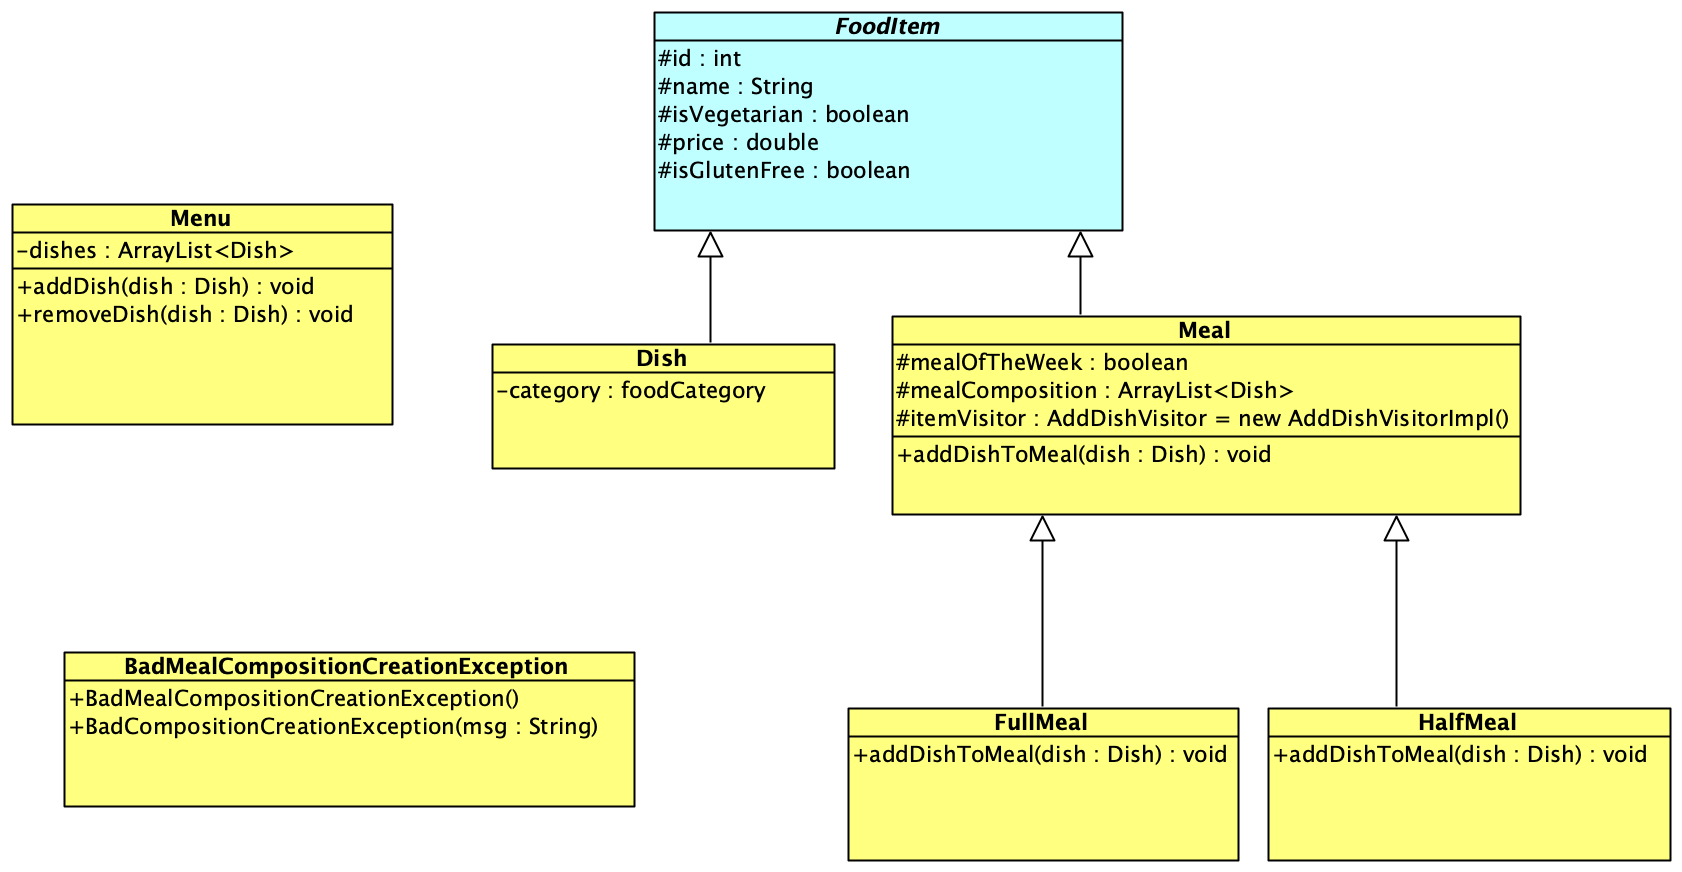 FoodItem
#id : int
#name : String
#isVegetarian : boolean
#price : double
#isGlutenFree : boolean
Menu
-dishes : ArrayList<Dish>
+addDish(dish : Dish) : void
+removeDish(dish : Dish) : void
Dish
-category : foodCategory
Meal
#mealOfTheWeek : boolean
#mealComposition : ArrayList<Dish>
#itemVisitor : AddDishVisitor = new AddDishVisitorImpl()
+addDishToMeal(dish : Dish) : void
BadMealCompositionCreationException
+BadMealCompositionCreationException()
+BadCompositionCreationException(msg : String)
FullMeal
+addDishToMeal(dish : Dish) : void
HalfMeal
+addDishToMeal(dish : Dish) : void